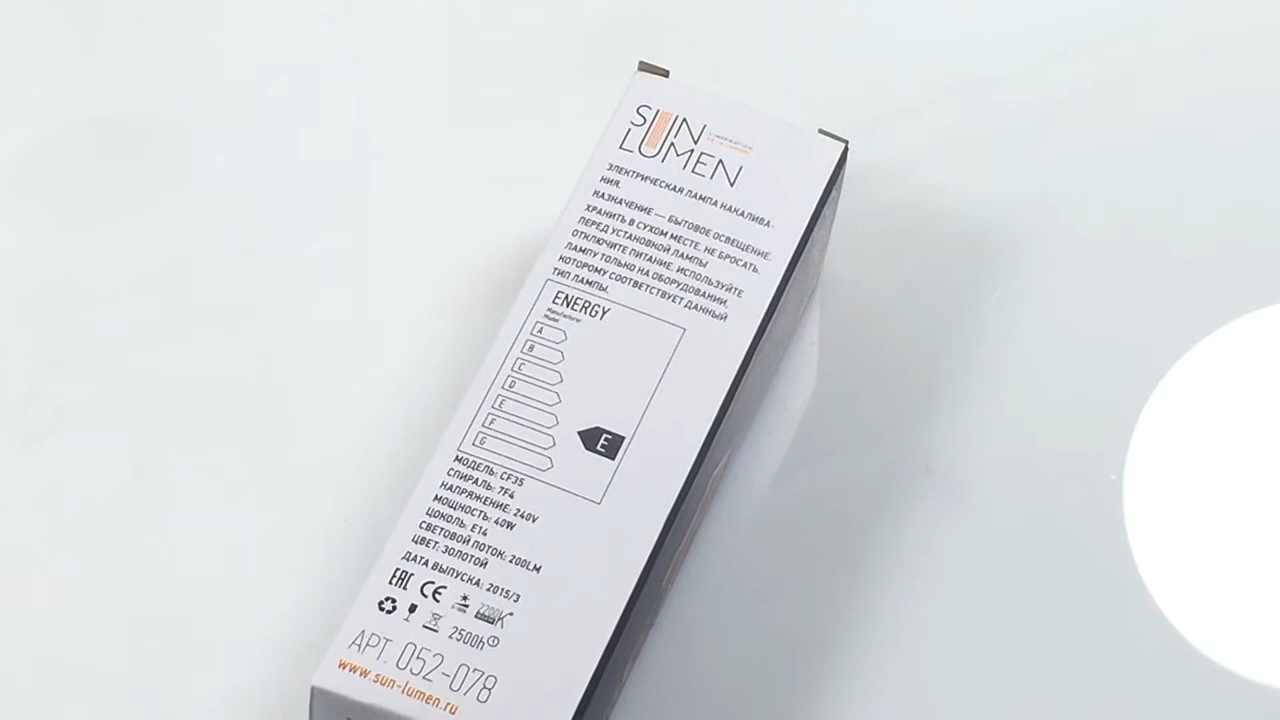 SUN
LUMEN
ЭЛЕКТРИЧЕСКАЯ ЛАМПА НАКАЛИВА-
НИЯ.
НАЗНАЧЕНИЕ — БЫТОВОЕ ОСВЕЩЕНИЕ.
ХРАНИТЬ В СУХОМ МЕСТЕ. НЕ БРОСАТЬ.
ПЕРЕД УСТАНОВКОЙ ЛАМПЫ
ОТКЛЮЧИТЕ ПИТАНИЕ. ИСПОЛЬЗУЙТЕ
ЛАМПУ ТОЛЬКО НА ОБОРУДОВАНИИ,
КОТОРОМУ СООТВЕТСТВУЕТ ДАННЫЙ
ТИП ЛАМПЫ.
ENERGY
Manufacturer
Model
A
B
C
D
E
F
G
E
МОДЕЛЬ: CF35
СПИРАЛЬ: 7F4
НАПРЯЖЕНИЕ: 240V
МОЩНОСТЬ: 40W
ЦОКОЛЬ: E14
СВЕТОВОЙ ПОТОК: 200LM
ЦВЕТ: ЗОЛОТОЙ
ДАТА ВЫПУСКА: 2015/3
EAC CE 2200K
2500h
АРТ. 052-078
www.sun-lumen.ru